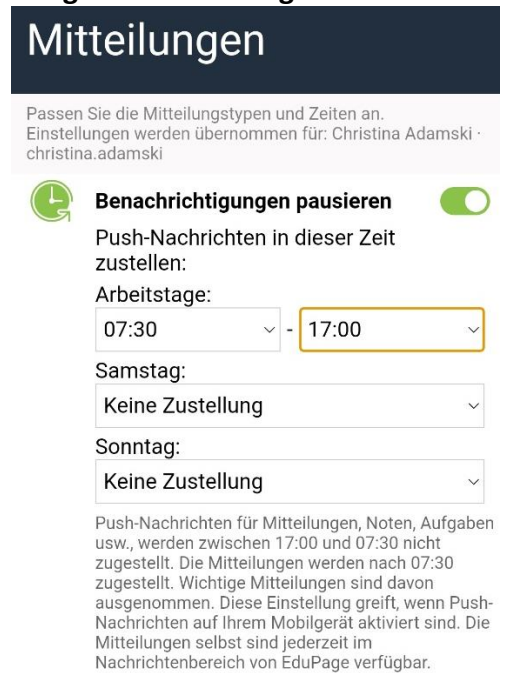 Mitteilungen
Passen Sie die Mitteilungstypen und Zeiten an.
Einstellungen werden übernommen für: Christina Adamski ·
christina.adamski
Benachrichtigungen pausieren
Push-Nachrichten in dieser Zeit
zustellen:
Arbeitstage:
07:30 - 17:00
Samstag:
Keine Zustellung
Sonntag:
Keine Zustellung
Push-Nachrichten für Mitteilungen, Noten, Aufgaben
usw., werden zwischen 17:00 und 07:30 nicht
zugestellt. Die Mitteilungen werden nach 07:30
zugestellt. Wichtige Mitteilungen sind davon
ausgenommen. Diese Einstellung greift, wenn Push-
Nachrichten auf Ihrem Mobilgerät aktiviert sind. Die
Mitteilungen selbst sind jederzeit im
Nachrichtenbereich von EduPage verfügbar.